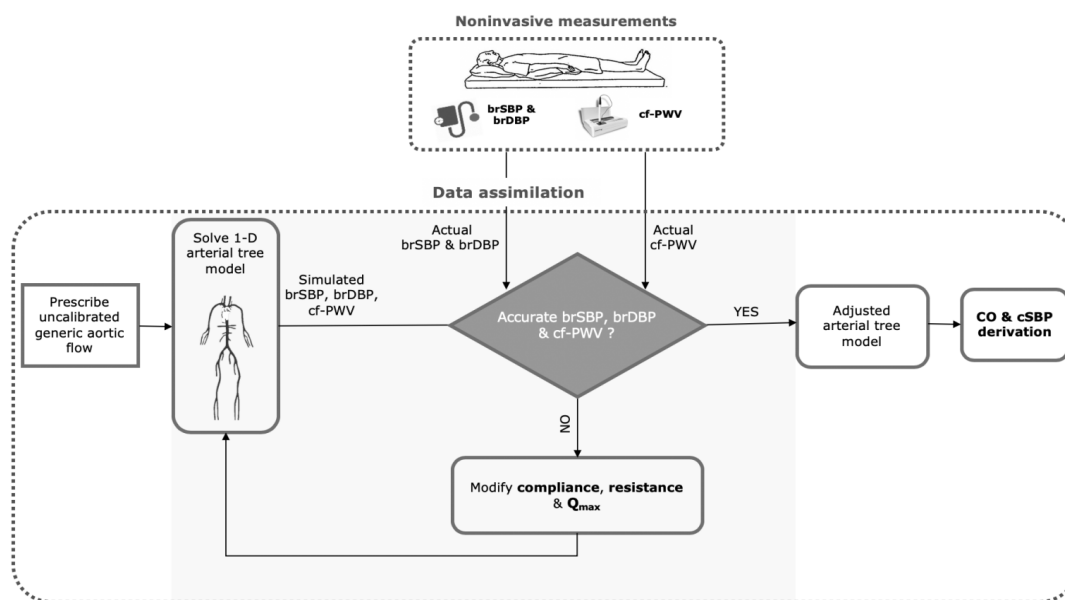 Noninvasive measurements
brSBP &
brDBP
cf-PWV
Data assimilation
Actual
brSBP & brDBP
Actual
cf-PWV
Solve 1-D
arterial tree
model
Simulated
brSBP, brDBP,
cf-PWV
Prescribe
uncalibrated
generic aortic
flow
Accurate brSBP, brDBP
& cf-PWV ?
YES
Adjusted
arterial tree
model
CO & cSBP
derivation
NO
Modify compliance, resistance
& Qmax